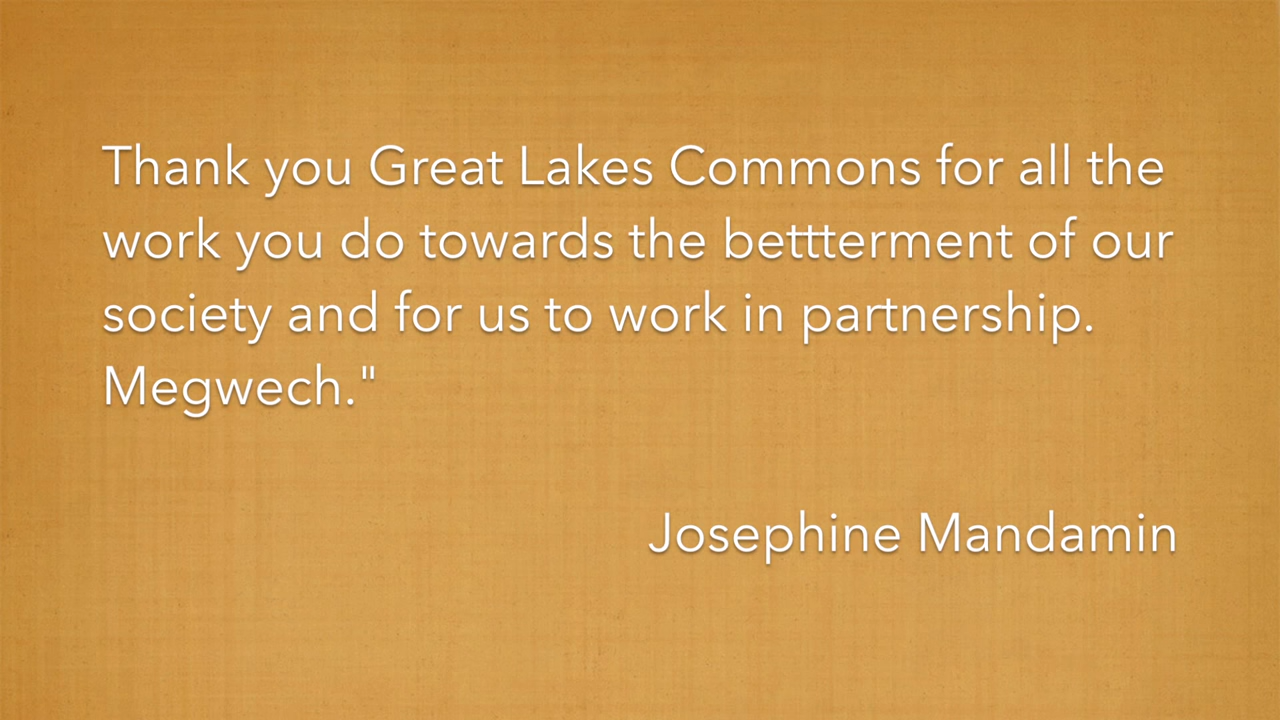 Thank you Great Lakes Commons for all the
work you do towards the bettterment of our
society and for us to work in partnership.
Megwech."
Josephine Mandamin